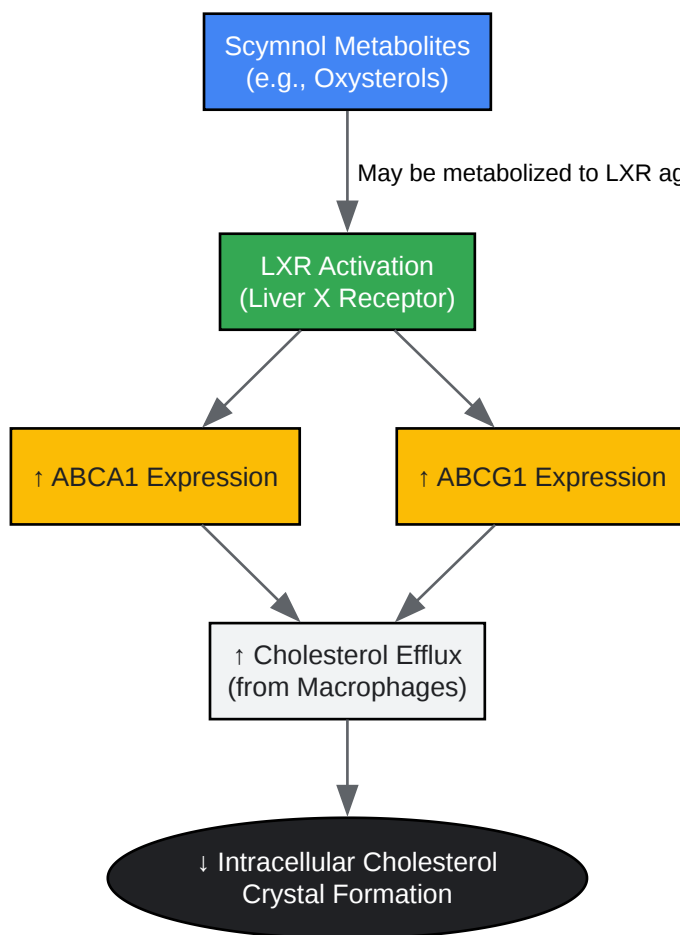 Scymnol Metabolites
(e.g., Oxysterols)
May be metabolized to LXR
LXR Activation
(Liver X Receptor)
↑ ABCA1 Expression
↑ ABCG1 Expression
↑ Cholesterol Efflux
(from Macrophages)
↓ Intracellular Cholesterol
Crystal Formation